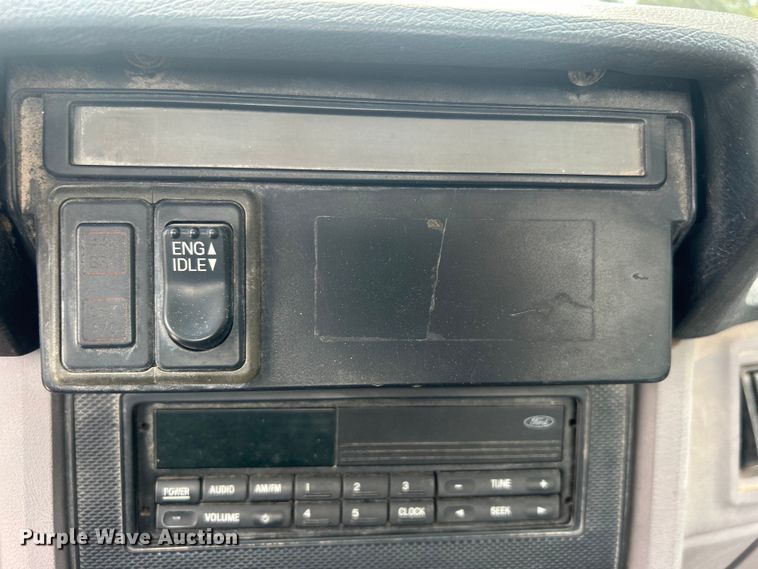 ENG▲
IDLE▼
Ford
POWER AUDIO AM/FM 1 2 3 - TUNE +
- VOLUME 4 5 CLOCK ◄ SEEK ►
Purple Wave Auction